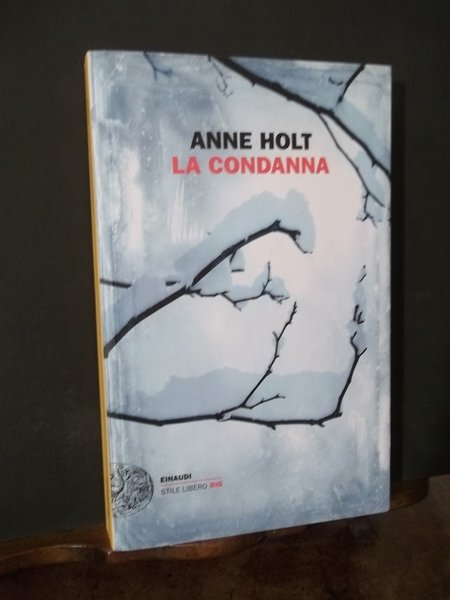 ANNE HOLT
LA CONDANNA
EINAUDI
STILE LIBERO BIG